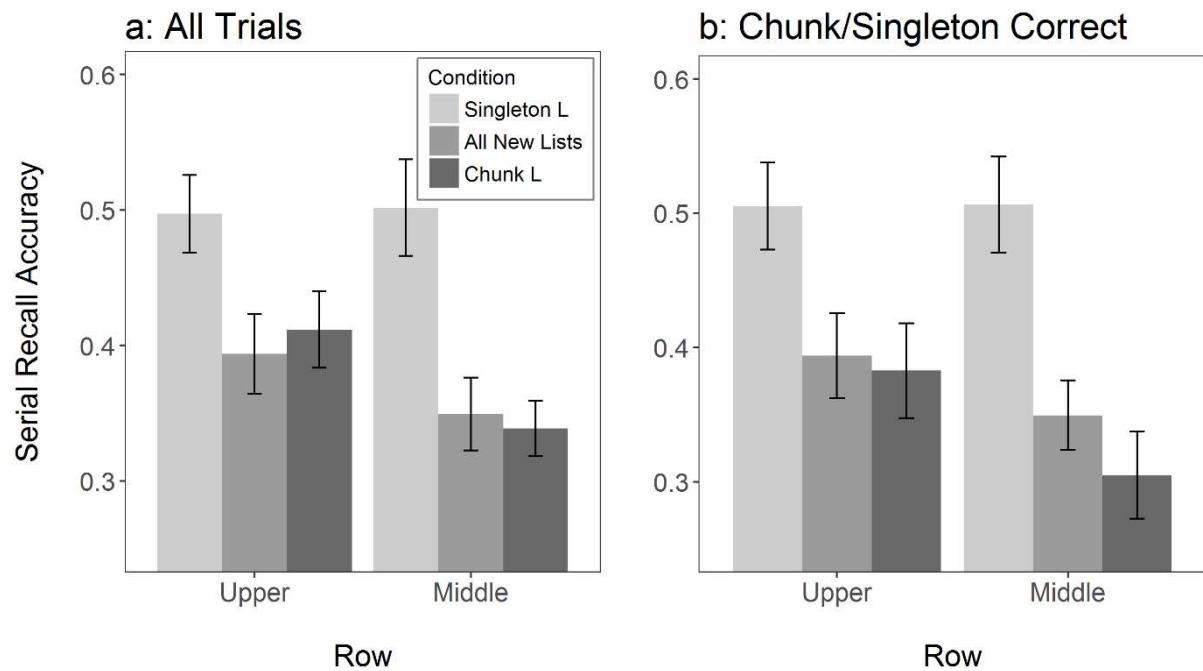 a: All Trials
b: Chunk/Singleton Correct
Serial Recall Accuracy
0.6
0.5
0.4
0.3
Condition
Singleton L
All New Lists
Chunk L
Upper
Middle
Row
0.6
0.5
0.4
0.3
Upper
Middle
Row